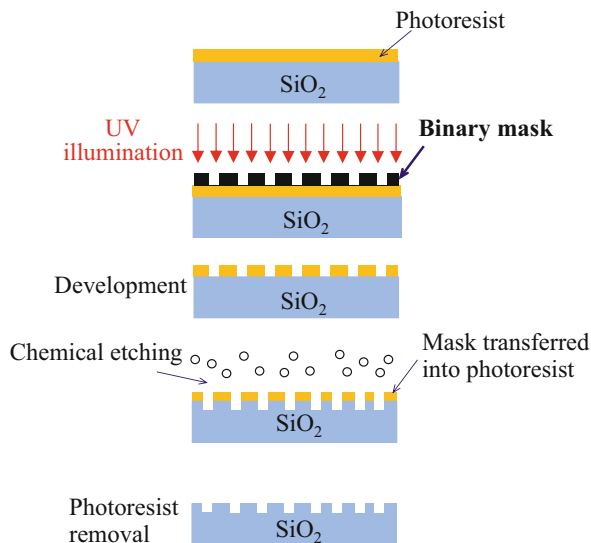 Photoresist
SiO₂
UV
illumination
Binary mask
SiO₂
Development
SiO₂
Chemical etching
Mask transferred
into photoresist
SiO₂
Photoresist
removal
SiO₂